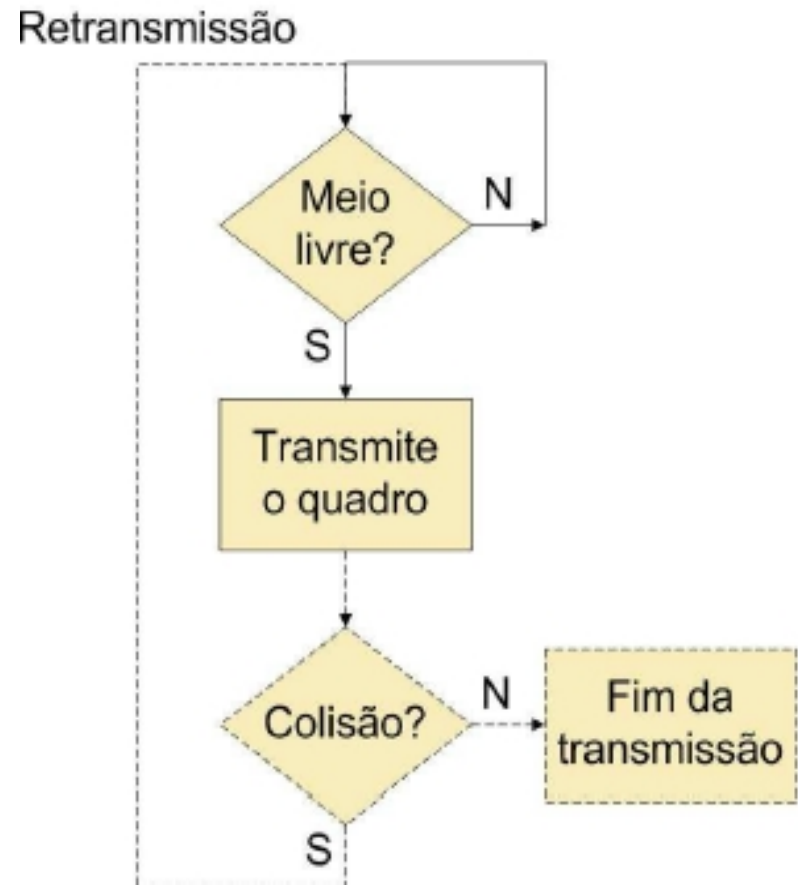 Retransmissão
Meio
livre?
N
S
Transmite
o quadro
Colisão?
N
Fim da
transmissão
S